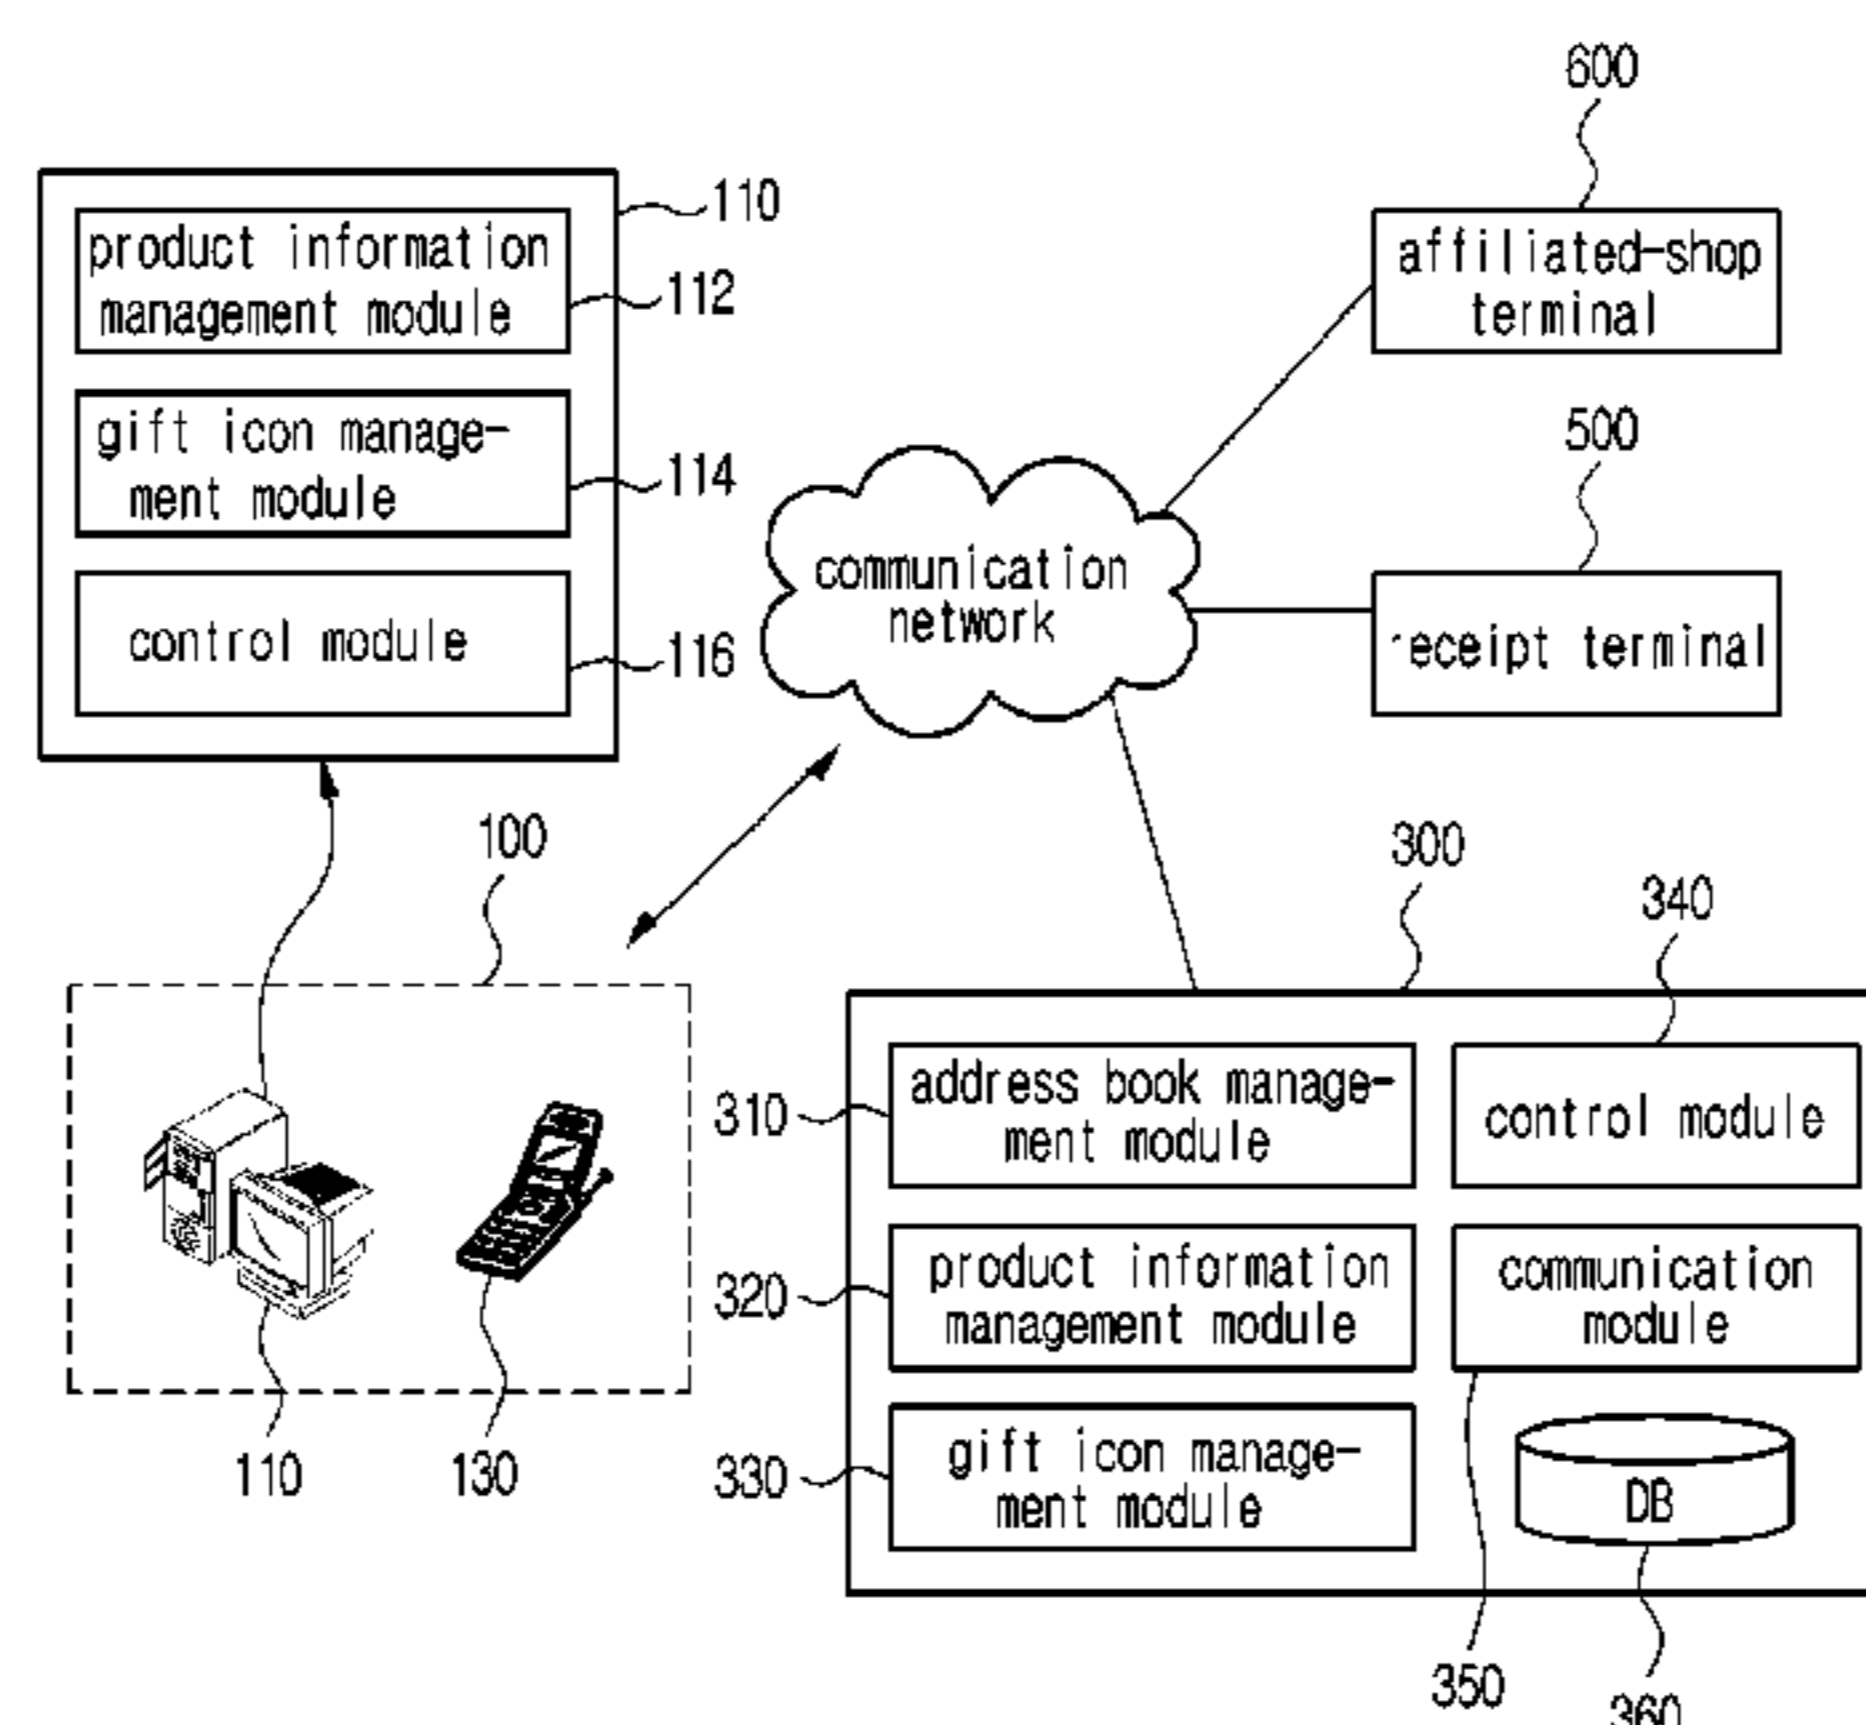 600
110
product information
management module
112
affiliated-shop
terminal
gift icon manage-
ment module
114
500
communication
network
control module
116
receipt terminal
100
300
340
310
address book manage-
ment module
control module
320
product information
management module
communication
module
110
130
330
gift icon manage-
ment module
DB
350
360